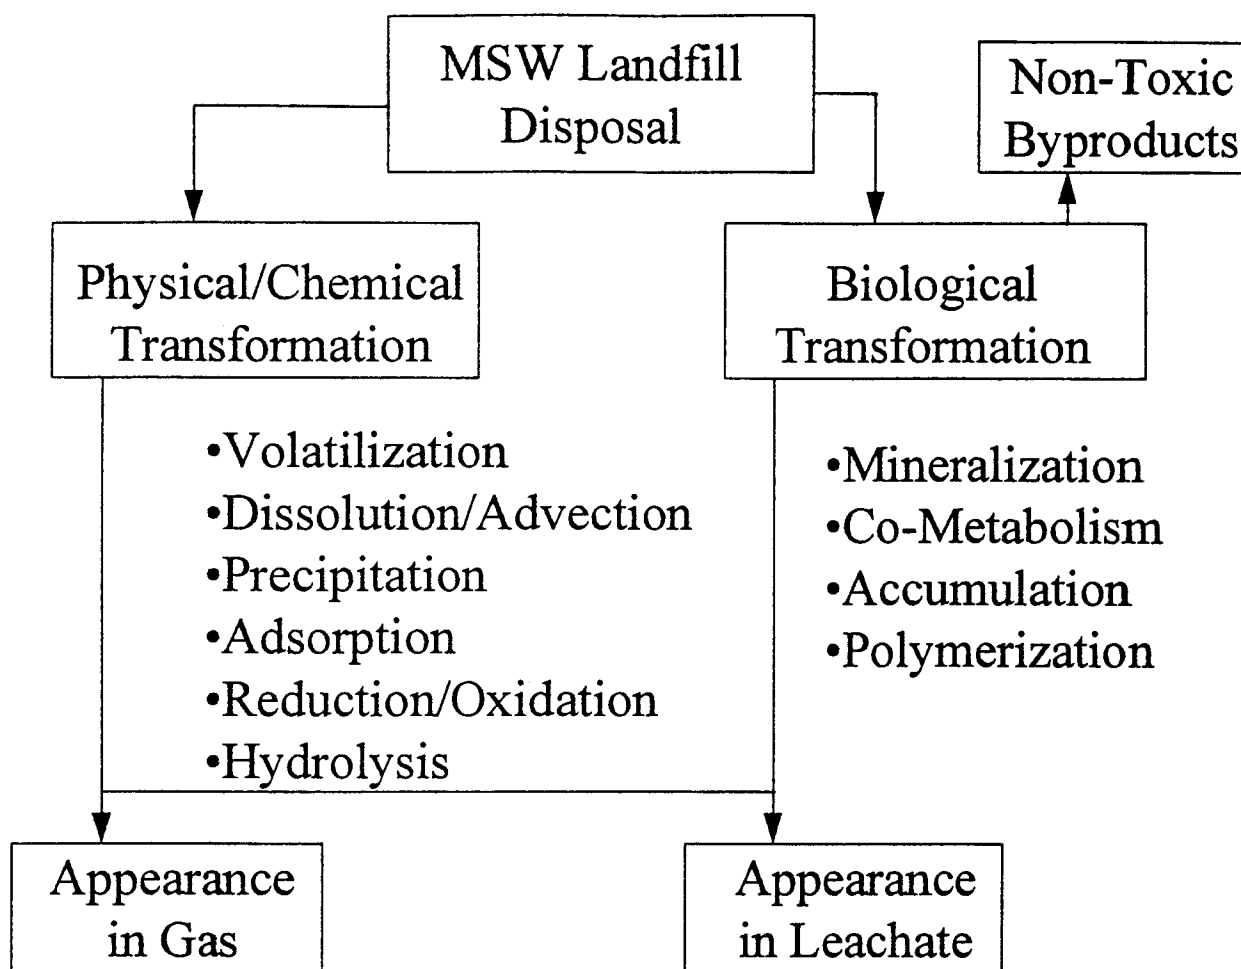 MSW Landfill
Disposal
Non-Toxic
Byproducts
Physical/Chemical
Transformation
Biological
Transformation
•Volatilization
•Dissolution/Advection
•Precipitation
•Adsorption
•Reduction/Oxidation
•Hydrolysis
•Mineralization
•Co-Metabolism
•Accumulation
•Polymerization
Appearance
in Gas
Appearance
in Leachate